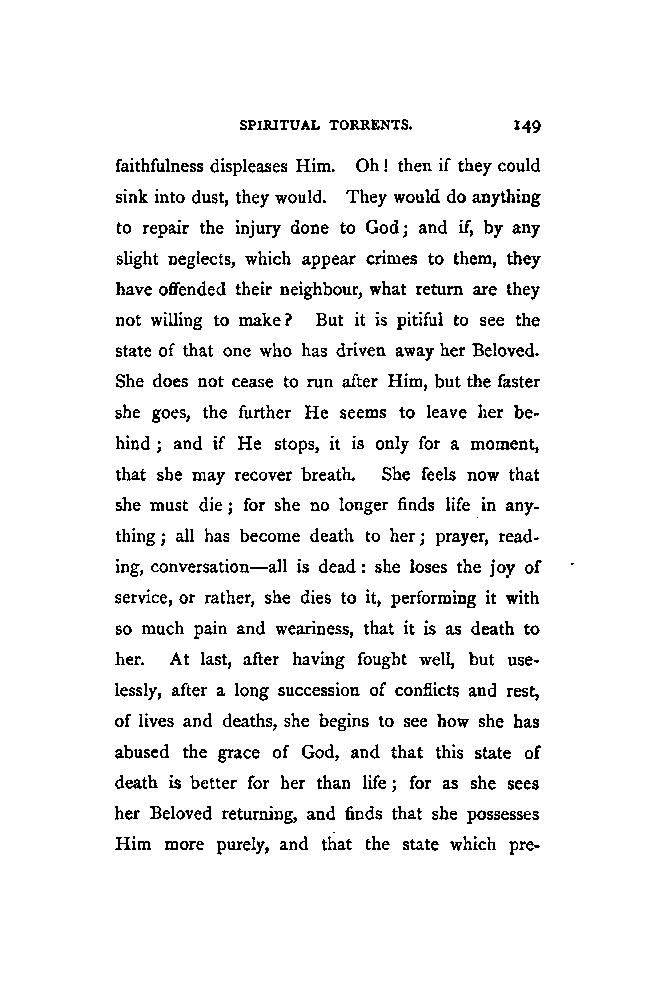 SPIRITUAL TORRENTS. 149
faithfulness displeases Him. Oh! then if they could
sink into dust, they would. They would do anything
to repair the injury done to God; and if, by any
slight neglects, which appear crimes to them, they
have offended their neighbour, what return are they
not willing to make? But it is pitiful to see the
state of that one who has driven away her Beloved.
She does not cease to run after Him, but the faster
she goes, the further He seems to leave her be-
hind; and if He stops, it is only for a moment,
that she may recover breath. She feels now that
she must die; for she no longer finds life in any-
thing; all has become death to her; prayer, read-
ing, conversation—all is dead: she loses the joy of
service, or rather, she dies to it, performing it with
so much pain and weariness, that it is as death to
her. At last, after having fought well, but use-
lessly, after a long succession of conflicts and rest,
of lives and deaths, she begins to see how she has
abused the grace of God, and that this state of
death is better for her than life; for as she sees
her Beloved returning, and finds that she possesses
Him more purely, and that the state which pre-